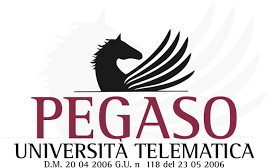 PEGASO
UNIVERSITÀ TELEMATICA
D.M. 20 04 2006 G.U. n 118 del 23 05 2006